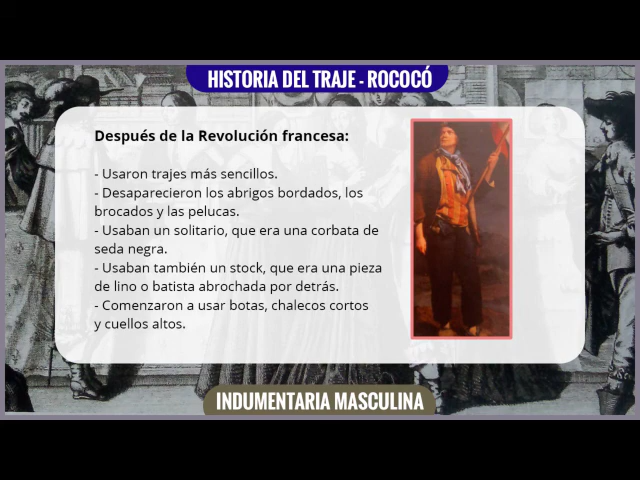 HISTORIA DEL TRAJE - ROCOCÓ
Después de la Revolución francesa:
- Usaron trajes más sencillos.
- Desaparecieron los abrigos bordados, los
brocados y las pelucas.
- Usaban un solitario, que era una corbata de
seda negra.
- Usaban también un stock, que era una pieza
de lino o batista abrochada por detrás.
- Comenzaron a usar botas, chalecos cortos
y cuellos altos.
INDUMENTARIA MASCULINA